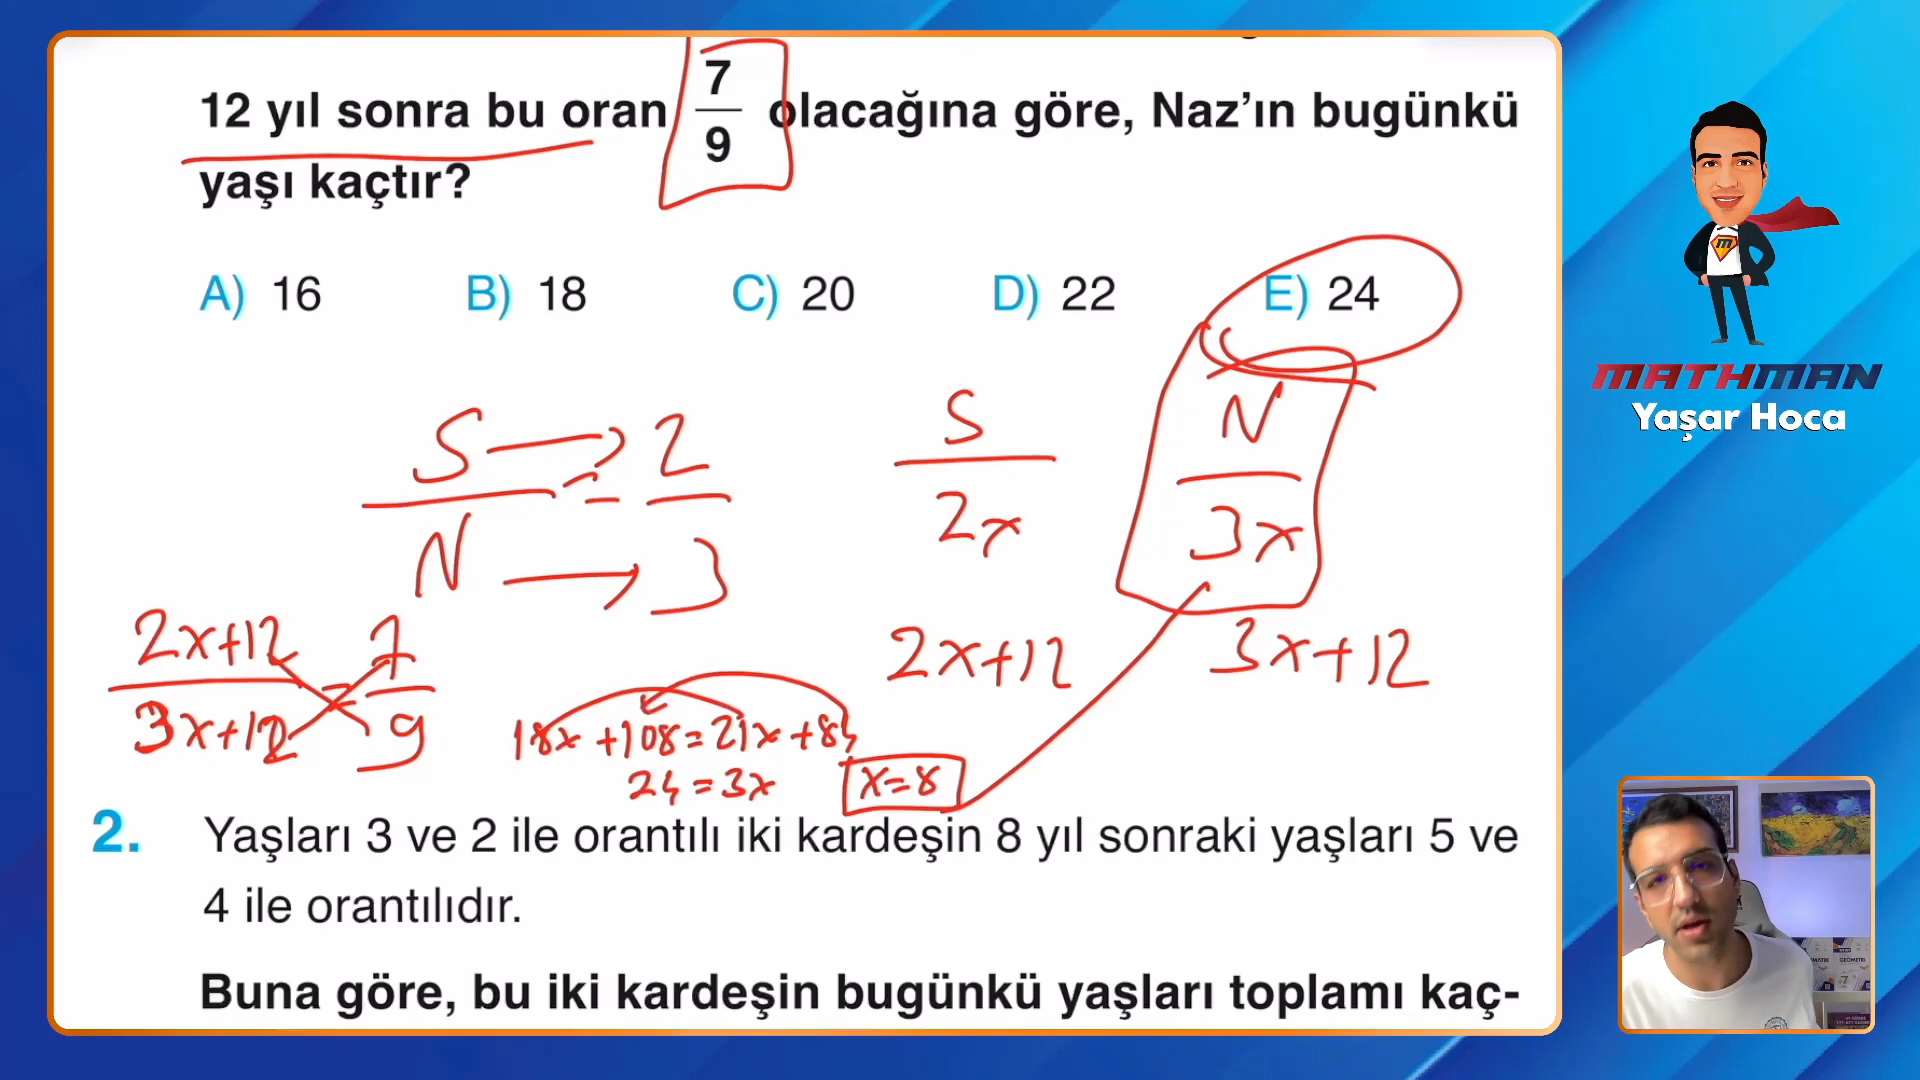 12 yıl sonra bu oran 7/9 olacağına göre, Naz’ın bugünkü
yaşı kaçtır?
A) 16 B) 18 C) 20 D) 22 E) 24
S → 2
N → 3
S/N = 2/3
S N
2x 3x
2x+12 3x+12
2x+12/3x+12 = 7/9
18x +108=21x+84
24=3x
x=8
2. Yaşları 3 ve 2 ile orantılı iki kardeşin 8 yıl sonraki yaşları 5 ve
4 ile orantılıdır.
Buna göre, bu iki kardeşin bugünkü yaşları toplamı kaç-
m
MATHMAN
Yaşar Hoca
GEOMETRİ